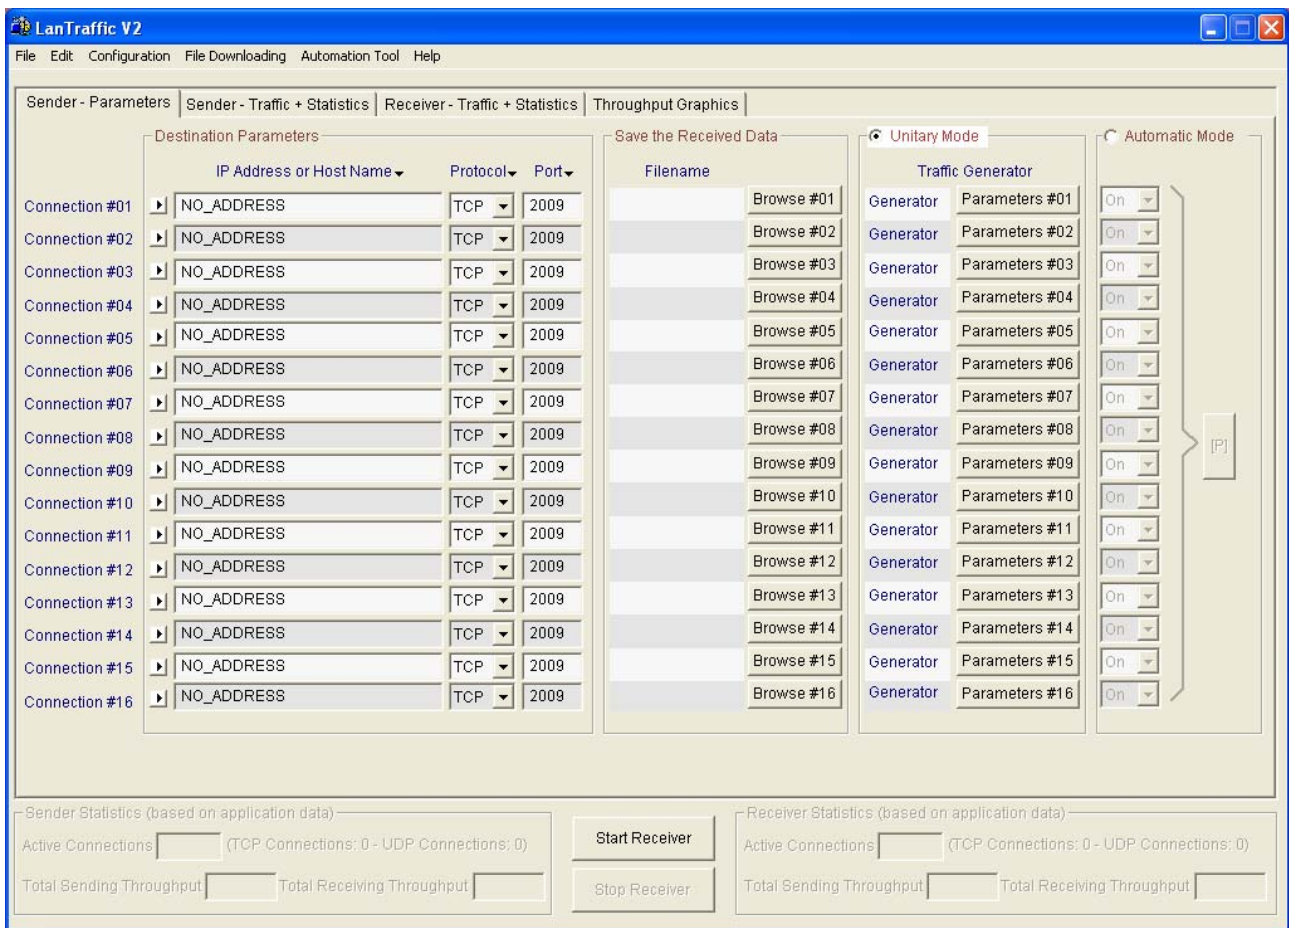 LanTraffic V2
File Edit Configuration File Downloading Automation Tool Help
Sender - Parameters Sender - Traffic + Statistics Receiver - Traffic + Statistics Throughput Graphics
Destination Parameters Save the Received Data Unitary Mode Automatic Mode
IP Address or Host Name Protocol Port Filename Traffic Generator
Connection #01 NO_ADDRESS TCP 2009 Browse #01 Generator Parameters #01 On
Connection #02 NO_ADDRESS TCP 2009 Browse #02 Generator Parameters #02 On
Connection #03 NO_ADDRESS TCP 2009 Browse #03 Generator Parameters #03 On
Connection #04 NO_ADDRESS TCP 2009 Browse #04 Generator Parameters #04 On
Connection #05 NO_ADDRESS TCP 2009 Browse #05 Generator Parameters #05 On
Connection #06 NO_ADDRESS TCP 2009 Browse #06 Generator Parameters #06 On
Connection #07 NO_ADDRESS TCP 2009 Browse #07 Generator Parameters #07 On
Connection #08 NO_ADDRESS TCP 2009 Browse #08 Generator Parameters #08 On
[P]
Connection #09 NO_ADDRESS TCP 2009 Browse #09 Generator Parameters #09 On
Connection #10 NO_ADDRESS TCP 2009 Browse #10 Generator Parameters #10 On
Connection #11 NO_ADDRESS TCP 2009 Browse #11 Generator Parameters #11 On
Connection #12 NO_ADDRESS TCP 2009 Browse #12 Generator Parameters #12 On
Connection #13 NO_ADDRESS TCP 2009 Browse #13 Generator Parameters #13 On
Connection #14 NO_ADDRESS TCP 2009 Browse #14 Generator Parameters #14 On
Connection #15 NO_ADDRESS TCP 2009 Browse #15 Generator Parameters #15 On
Connection #16 NO_ADDRESS TCP 2009 Browse #16 Generator Parameters #16 On
Sender Statistics (based on application data) Receiver Statistics (based on application data)
Active Connections (TCP Connections: 0 - UDP Connections: 0) Start Receiver Active Connections (TCP Connections: 0 - UDP Connections: 0)
Total Sending Throughput Total Receiving Throughput Stop Receiver Total Sending Throughput Total Receiving Throughput